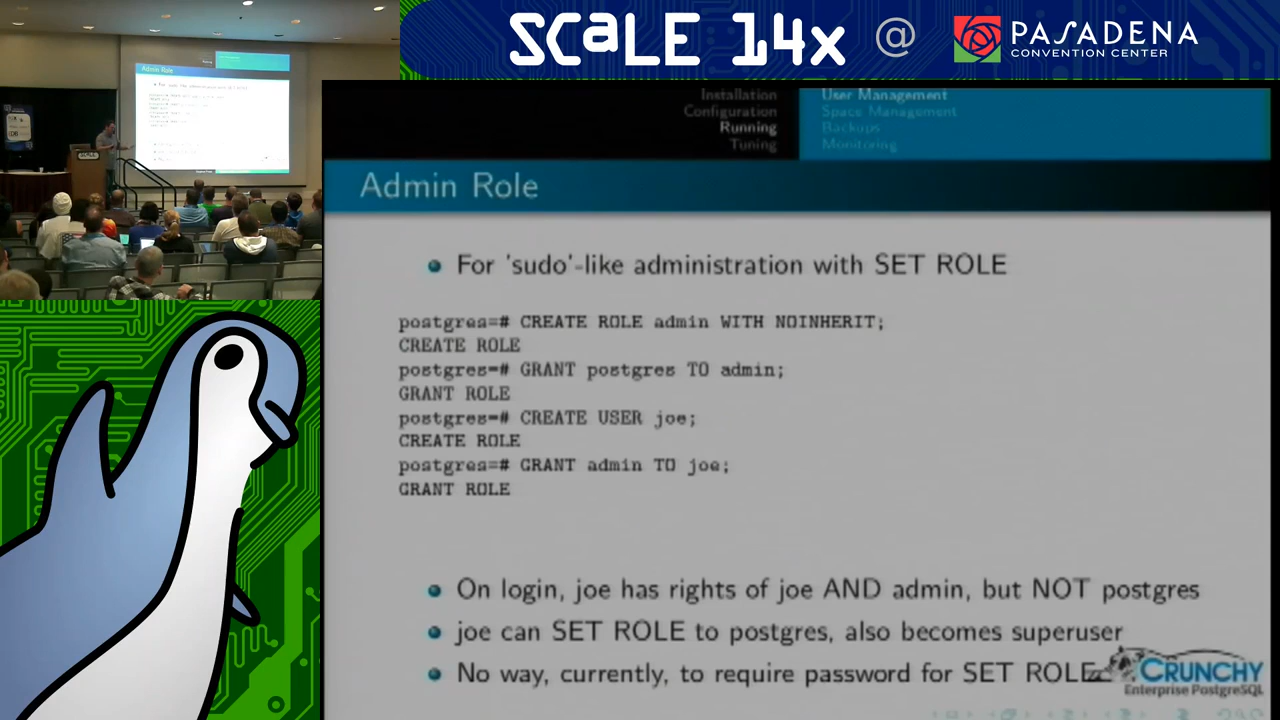 SCaLE 14x @ PASADENA
CONVENTION CENTER
Installation
Configuration
Running
Tuning
User Management
Space Management
Backups
Monitoring
Admin Role
For 'sudo'-like administration with SET ROLE
postgres=# CREATE ROLE admin WITH NOINHERIT;
CREATE ROLE
postgres=# GRANT postgres TO admin;
GRANT ROLE
postgres=# CREATE USER joe;
CREATE ROLE
postgres=# GRANT admin TO joe;
GRANT ROLE
On login, joe has rights of joe AND admin, but NOT postgres
joe can SET ROLE to postgres, also becomes superuser
No way, currently, to require password for SET ROLE
CRUNCHY
Enterprise PostgreSQL
Admin Role
SCALE